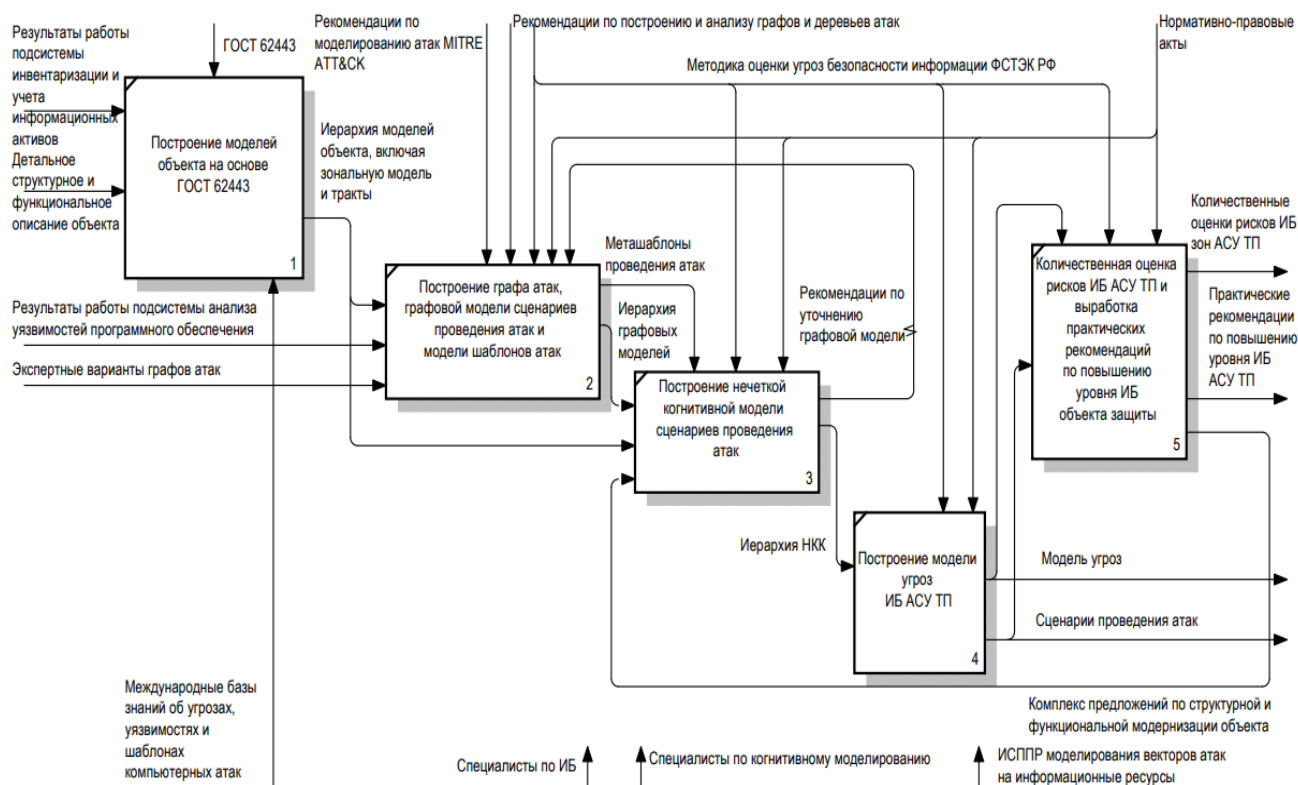 Результаты работы
подсистемы
инвентаризации и
учета
информационных
активов
Детальное
структурное и
функциональное
описание объекта
ГОСТ 62443
Рекомендации по
моделированию атак MITRE
ATT&CK
Рекомендации по построению и анализу графов и деревьев атак
Нормативно-правовые
акты
Методика оценки угроз безопасности информации ФСТЭК РФ
Построение моделей
объекта на основе
ГОСТ 62443
1
Иерархия моделей
объекта, включая
зональную модель
и тракты
Результаты работы подсистемы анализа
уязвимостей программного обеспечения
Экспертные варианты графов атак
Построение графа атак,
графовой модели сценариев
проведения атак и
модели шаблонов атак
2
Меташаблоны
проведения атак
Иерархия
графовых
моделей
Рекомендации по
уточнению
графовой модели
Построение нечеткой
когнитивной модели
сценариев проведения
атак
3
Иерархия НКК
Построение модели
угроз
ИБ АСУ ТП
4
Количественная оценка
рисков ИБ АСУ ТП и
выработка
практических
рекомендаций
по повышению
уровня ИБ
объекта защиты
5
Количественные
оценки рисков ИБ
зон АСУ ТП
Практические
рекомендации
по повышению
уровня ИБ
АСУ ТП
Модель угроз
Сценарии проведения атак
Комплекс предложений по структурной и
функциональной модернизации объекта
Международные базы
знаний об угрозах,
уязвимостях и
шаблонах
компьютерных атак
Специалисты по ИБ
Специалисты по когнитивному моделированию
ИСППР моделирования векторов атак
на информационные ресурсы